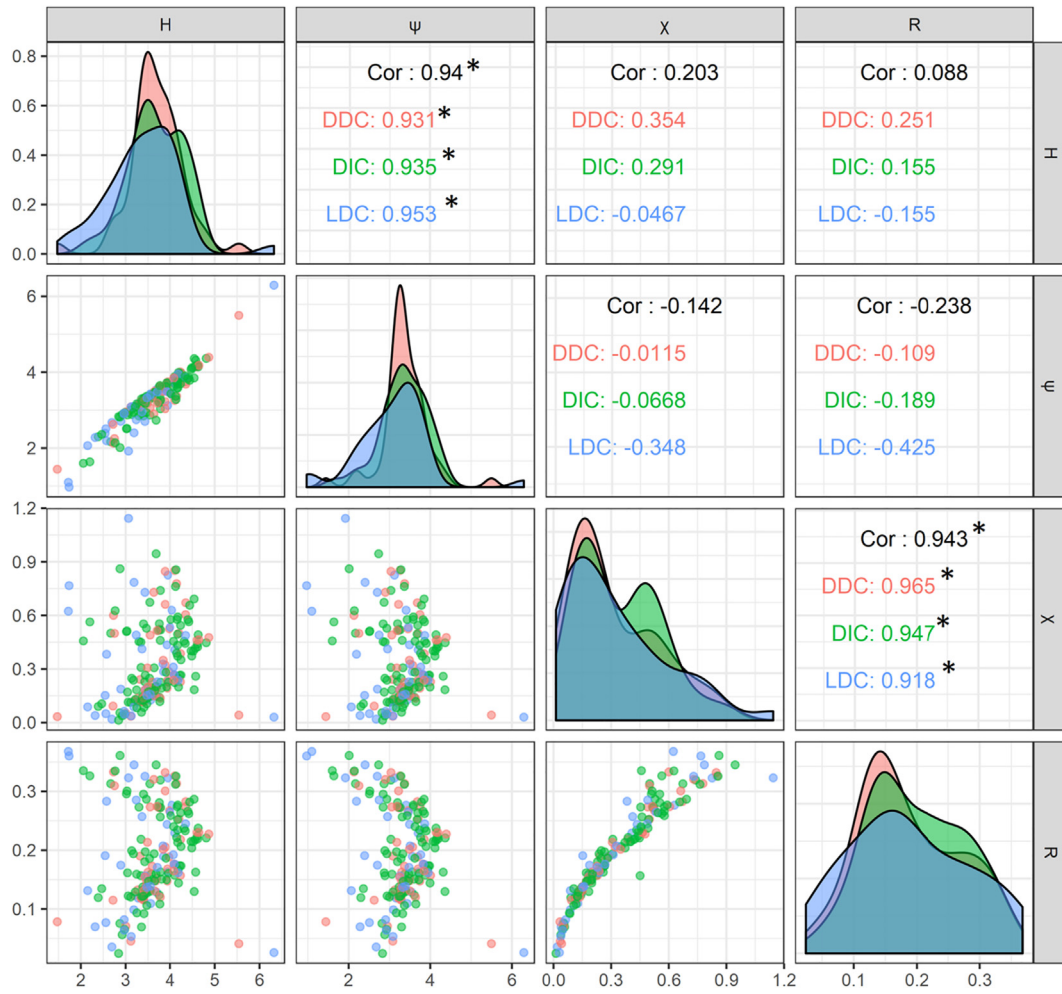 H ψ χ R
0.8 Cor : 0.94* Cor : 0.203 Cor : 0.088
0.6 DDC: 0.931* DDC: 0.354 DDC: 0.251
0.4 DIC: 0.935* DIC: 0.291 DIC: 0.155 H
0.2 LDC: 0.953* LDC: -0.0467 LDC: -0.155
0.0
6 Cor : -0.142 Cor : -0.238
DDC: -0.0115 DDC: -0.109
4 DIC: -0.0668 DIC: -0.189 ψ
2 LDC: -0.348 LDC: -0.425
1.2 Cor : 0.943*
0.9 DDC: 0.965*
0.6 DIC: 0.947* χ
0.3 LDC: 0.918*
0.0
0.3
0.2 R
0.1
2 3 4 5 6 2 4 6 0.0 0.3 0.6 0.9 1.2 0.1 0.2 0.3